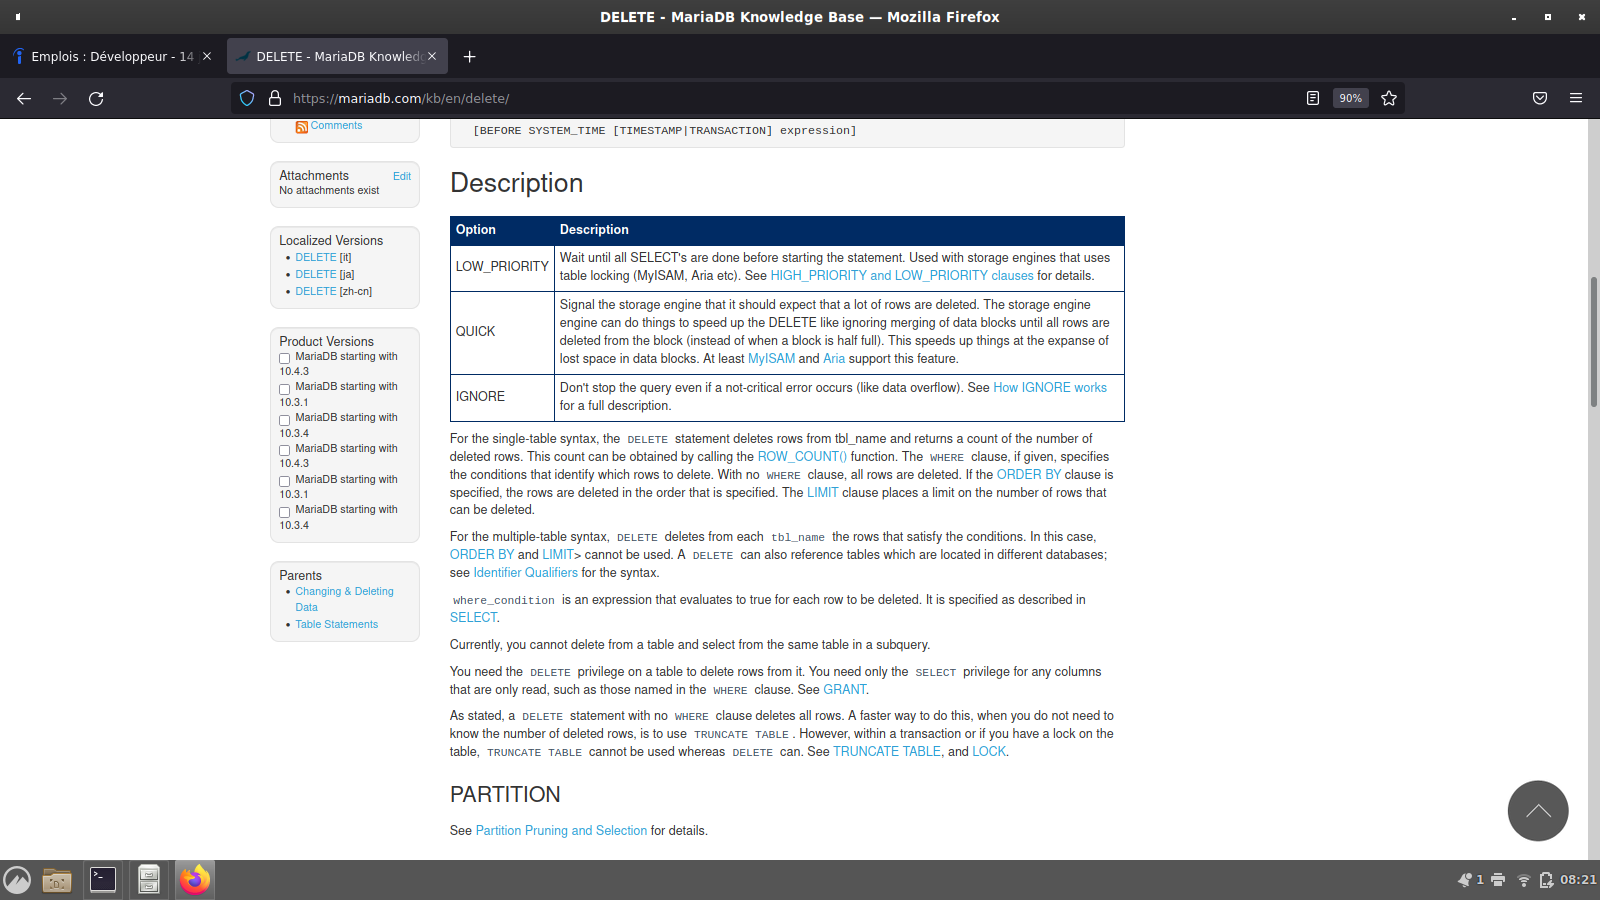 DELETE - MariaDB Knowledge Base — Mozilla Firefox
Emplois : Développeur - 14
DELETE - MariaDB Knowled
https://mariadb.com/kb/en/delete/
90%
Comments
Attachments
Edit
No attachments exist
Localized Versions
DELETE [it]
DELETE [ja]
DELETE [zh-cn]
Product Versions
MariaDB starting with
10.4.3
MariaDB starting with
10.3.1
MariaDB starting with
10.3.4
MariaDB starting with
10.4.3
MariaDB starting with
10.3.1
MariaDB starting with
10.3.4
Parents
Changing & Deleting
Data
Table Statements
[BEFORE SYSTEM_TIME [TIMESTAMP|TRANSACTION] expression]
Description
Option Description
LOW_PRIORITY
Wait until all SELECT's are done before starting the statement. Used with storage engines that uses
table locking (MyISAM, Aria etc). See HIGH_PRIORITY and LOW_PRIORITY clauses for details.
QUICK
Signal the storage engine that it should expect that a lot of rows are deleted. The storage engine
engine can do things to speed up the DELETE like ignoring merging of data blocks until all rows are
deleted from the block (instead of when a block is half full). This speeds up things at the expanse of
lost space in data blocks. At least MyISAM and Aria support this feature.
IGNORE
Don't stop the query even if a not-critical error occurs (like data overflow). See How IGNORE works
for a full description.
For the single-table syntax, the DELETE statement deletes rows from tbl_name and returns a count of the number of
deleted rows. This count can be obtained by calling the ROW_COUNT() function. The WHERE clause, if given, specifies
the conditions that identify which rows to delete. With no WHERE clause, all rows are deleted. If the ORDER BY clause is
specified, the rows are deleted in the order that is specified. The LIMIT clause places a limit on the number of rows that
can be deleted.
For the multiple-table syntax, DELETE deletes from each tbl_name the rows that satisfy the conditions. In this case,
ORDER BY and LIMIT> cannot be used. A DELETE can also reference tables which are located in different databases;
see Identifier Qualifiers for the syntax.
where_condition is an expression that evaluates to true for each row to be deleted. It is specified as described in
SELECT.
Currently, you cannot delete from a table and select from the same table in a subquery.
You need the DELETE privilege on a table to delete rows from it. You need only the SELECT privilege for any columns
that are only read, such as those named in the WHERE clause. See GRANT.
As stated, a DELETE statement with no WHERE clause deletes all rows. A faster way to do this, when you do not need to
know the number of deleted rows, is to use TRUNCATE TABLE. However, within a transaction or if you have a lock on the
table, TRUNCATE TABLE cannot be used whereas DELETE can. See TRUNCATE TABLE, and LOCK.
PARTITION
See Partition Pruning and Selection for details.
1
08:21